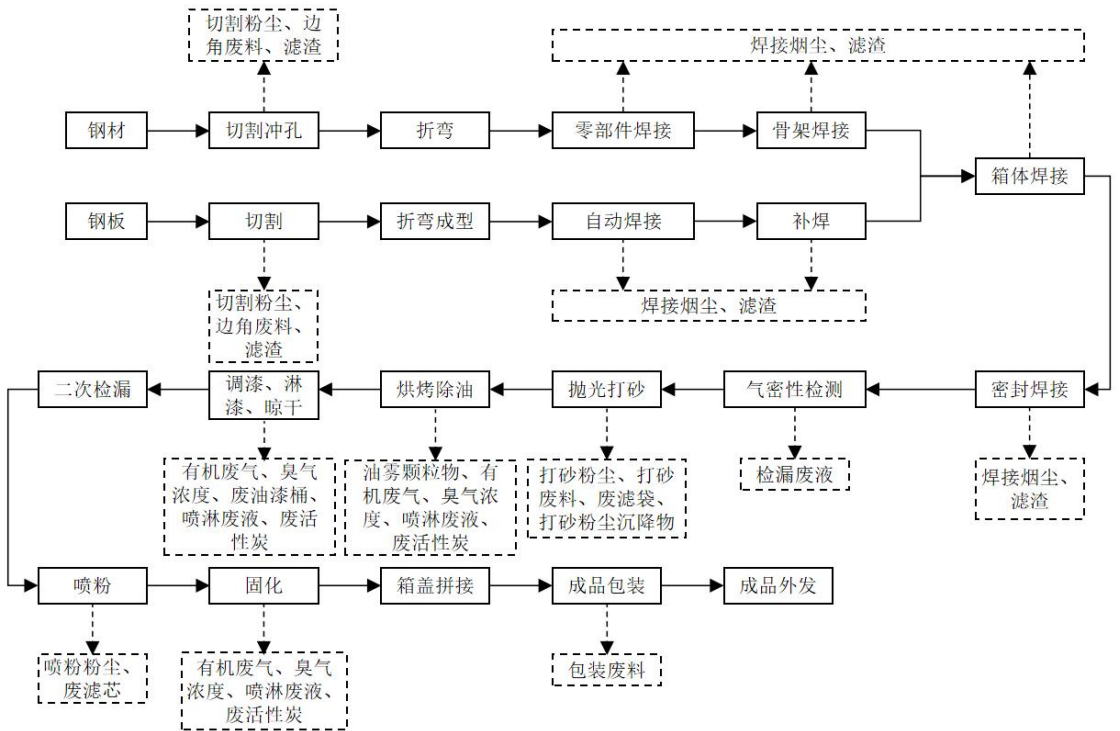 切割粉尘、边
角废料、滤渣
焊接烟尘、滤渣
钢材
切割冲孔
折弯
零部件焊接
骨架焊接
箱体焊接
钢板
切割
折弯成型
自动焊接
补焊
切割粉尘、
边角废料、
滤渣
焊接烟尘、滤渣
二次检漏
调漆、淋
漆、晾干
烘烤除油
抛光打砂
气密性检测
密封焊接
有机废气、臭气
浓度、废油漆桶、
喷淋废液、废活
性炭
油雾颗粒物、有
机废气、臭气浓
度、喷淋废液、
废活性炭
打砂粉尘、打砂
废料、废滤袋、
打砂粉尘沉降物
检漏废液
焊接烟尘、
滤渣
喷粉
固化
箱盖拼接
成品包装
成品外发
喷粉粉尘、
废滤芯
有机废气、臭气
浓度、喷淋废液、
废活性炭
包装废料